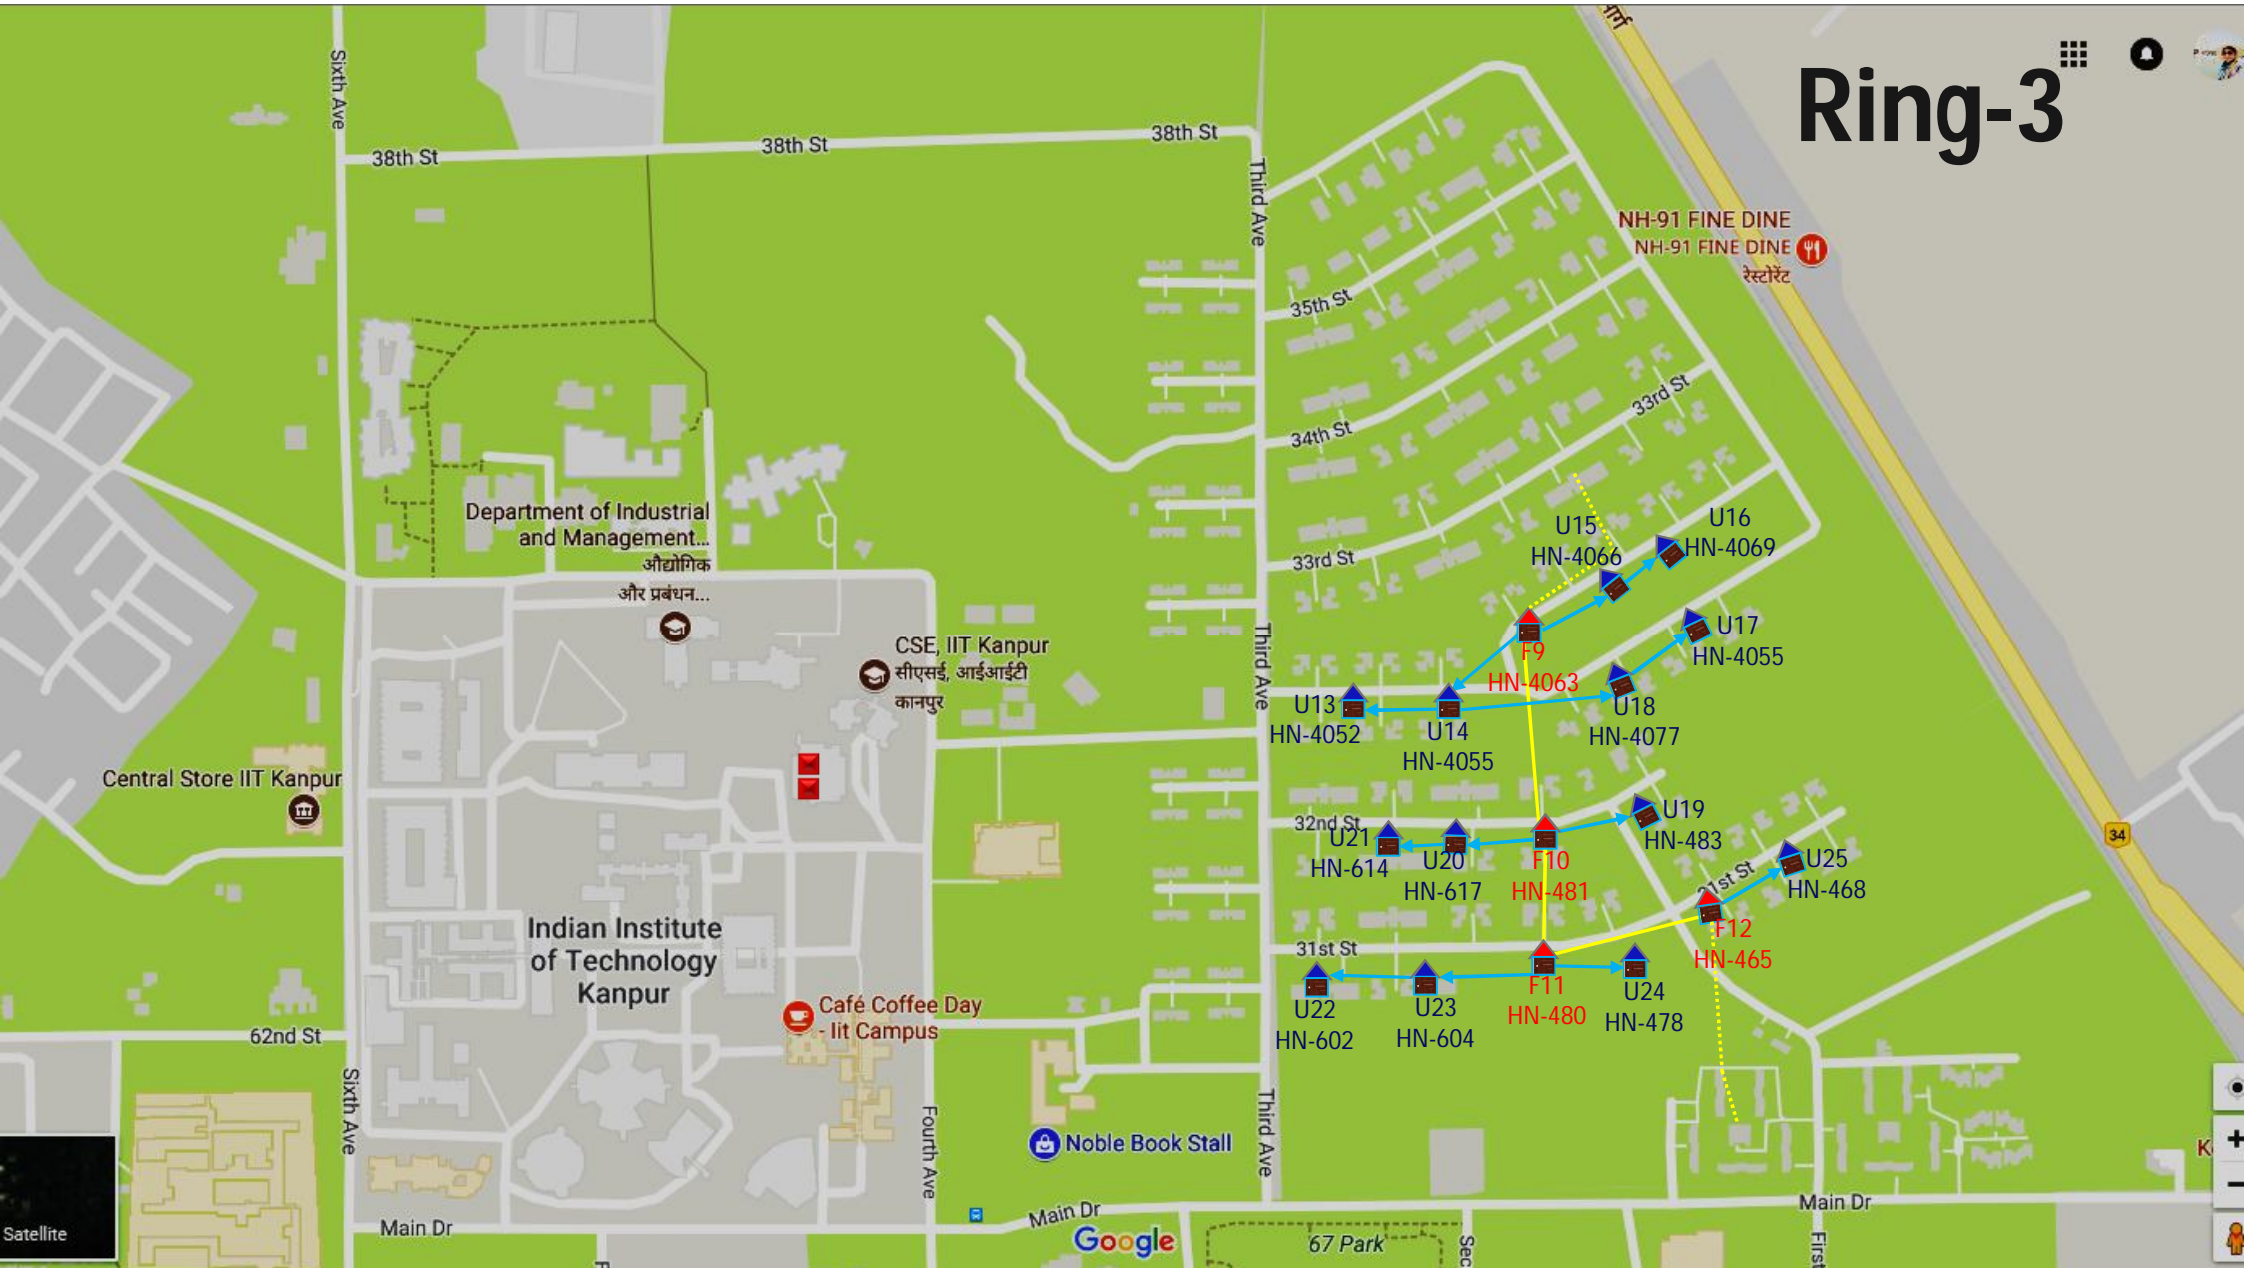 Ring-3
मार्ग
Sixth Ave
38th St
38th St
38th St
Third Ave
NH-91 FINE DINE
NH-91 FINE DINE
रेस्टोरेंट
35th St
34th St
33rd St
33rd St
Department of Industrial
and Management...
औद्योगिक
और प्रबंधन...
U15
HN-4066
U16
HN-4069
CSE, IIT Kanpur
सीएसई, आईआईटी
कानपुर
Third Ave
F9
HN-4063
U17
HN-4055
U13
HN-4052
U14
HN-4055
U18
HN-4077
Central Store IIT Kanpur
32nd St
U21
HN-614
U20
HN-617
F10
HN-481
U19
HN-483
34
U25
HN-468
31st St
F12
HN-465
Indian Institute
of Technology
Kanpur
31st St
U22
HN-602
U23
HN-604
F11
HN-480
U24
HN-478
Café Coffee Day
- Iit Campus
62nd St
Sixth Ave
Fourth Ave
Third Ave
Noble Book Stall
Main Dr
Main Dr
Main Dr
Satellite
Google
67 Park
Sec
First